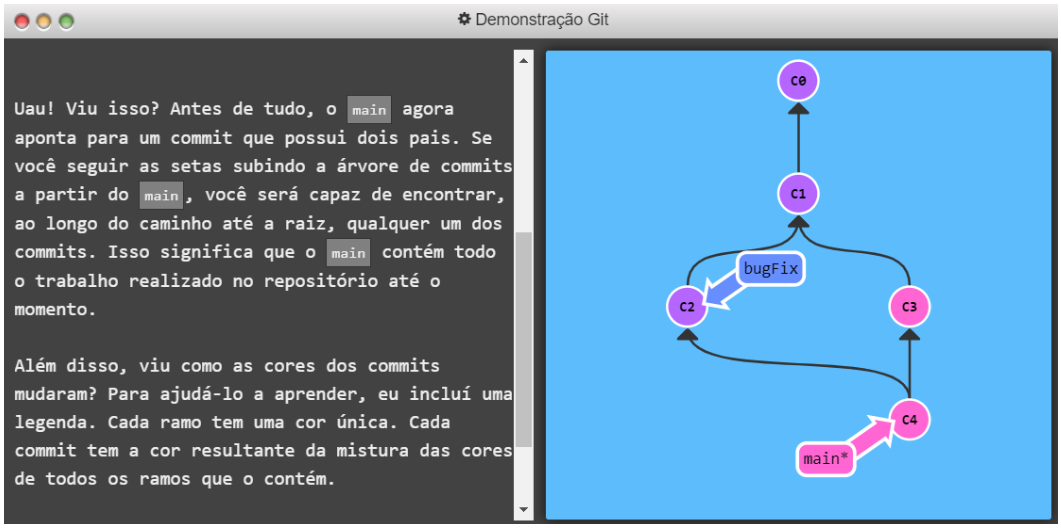 Demonstração Git
Uau! Viu isso? Antes de tudo, o main agora
aponta para um commit que possui dois pais. Se
você seguir as setas subindo a árvore de commits
a partir do main, você será capaz de encontrar,
ao longo do caminho até a raiz, qualquer um dos
commits. Isso significa que o main contém todo
o trabalho realizado no repositório até o
momento.
Além disso, viu como as cores dos commits
mudaram? Para ajudá-lo a aprender, eu incluí uma
legenda. Cada ramo tem uma cor única. Cada
commit tem a cor resultante da mistura das cores
de todos os ramos que o contém.
C0
C1
bugFix
C2
C3
C4
main*